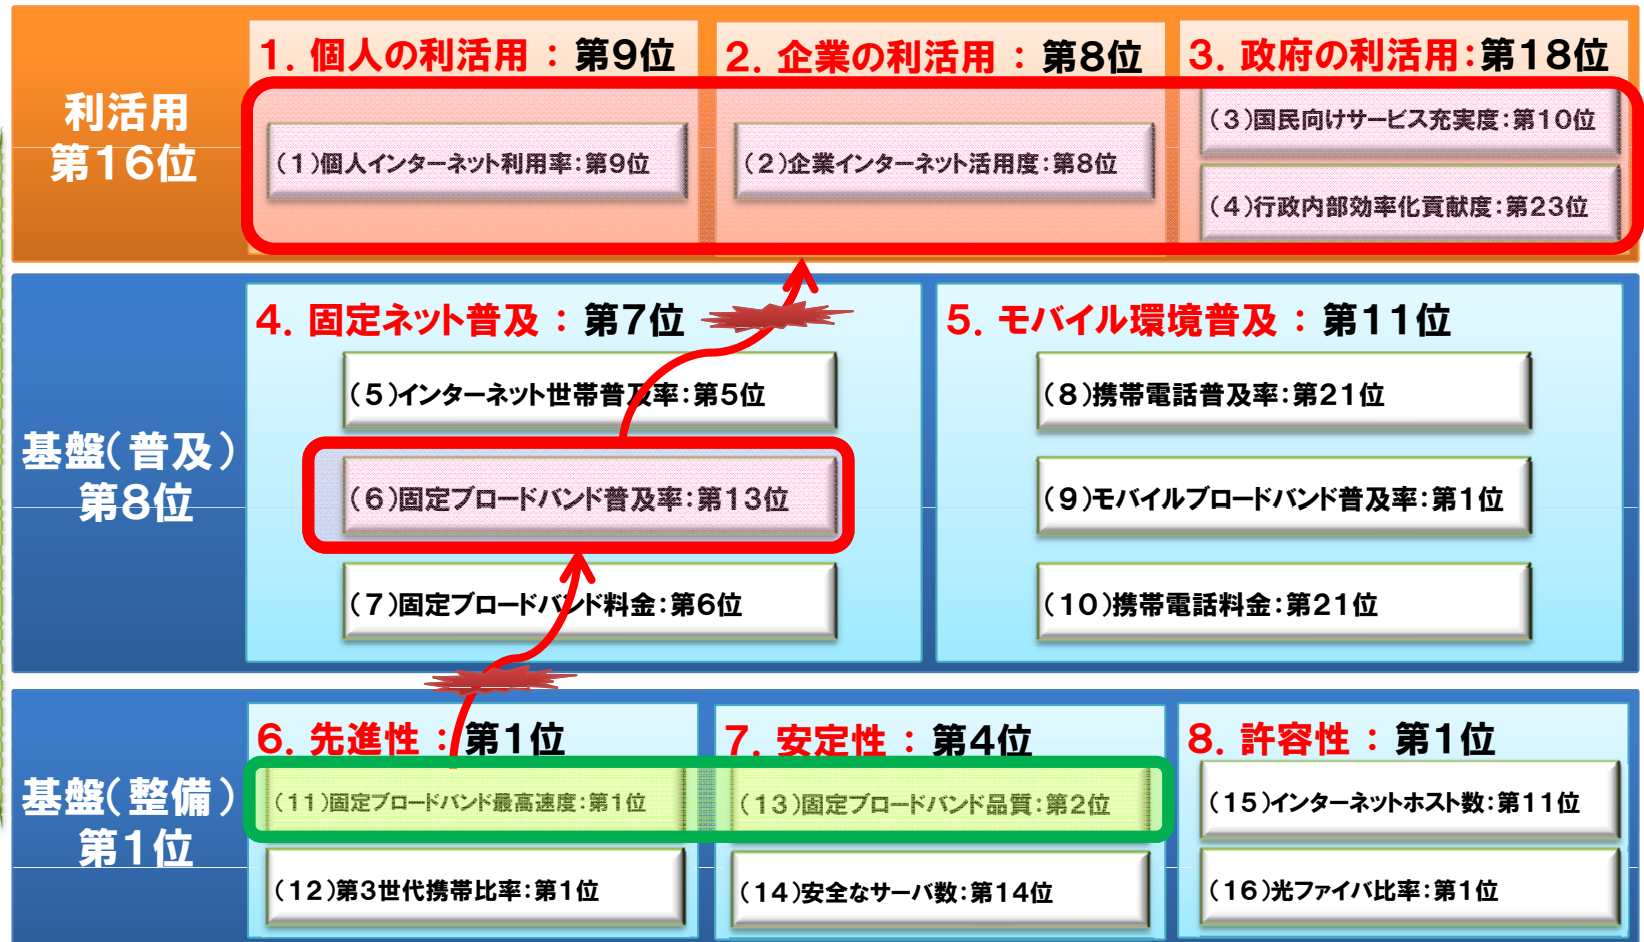 利活用
第16位
1. 個人の利活用 : 第9位
(1)個人インターネット利用率:第9位
2. 企業の利活用 : 第8位
(2)企業インターネット活用度:第8位
3. 政府の利活用:第18位
(3)国民向けサービス充実度:第10位
(4)行政内部効率化貢献度:第23位
基盤(普及)
第8位
4. 固定ネット普及 : 第7位
(5)インターネット世帯普及率:第5位
(6)固定ブロードバンド普及率:第13位
(7)固定ブロードバンド料金:第6位
5. モバイル環境普及 : 第11位
(8)携帯電話普及率:第21位
(9)モバイルブロードバンド普及率:第1位
(10)携帯電話料金:第21位
基盤(整備)
第1位
6. 先進性 : 第1位
(11)固定ブロードバンド最高速度:第1位
(12)第3世代携帯比率:第1位
7. 安定性 : 第4位
(13)固定ブロードバンド品質:第2位
(14)安全なサーバ数:第14位
8. 許容性 : 第1位
(15)インターネットホスト数:第11位
(16)光ファイバ比率:第1位